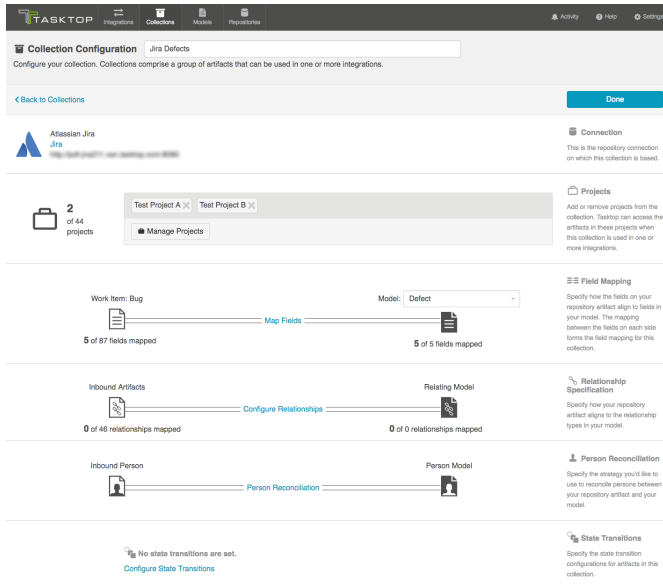 TASKTOP
Integrations
Collections
Models
Repositories
Activity
Help
Settings
Collection Configuration
Jira Defects
Configure your collection. Collections comprise a group of artifacts that can be used in one or more integrations.
Back to Collections
Done
Atlassian Jira
Jira
Connection
This is the repository connection
on which this collection is based.
2
of 44
projects
Test Project A
Test Project B
Manage Projects
Projects
Add or remove projects from the
collection. Tasktop can access the
artifacts in these projects when
this collection is used in one or
more integrations.
Work Item: Bug
Model:
Defect
Map Fields
5 of 87 fields mapped
5 of 5 fields mapped
Field Mapping
Specify how the fields on your
repository artifact align to fields in
your model. The mapping
between the fields on each side
forms the field mapping for this
collection.
Inbound Artifacts
Relating Model
Configure Relationships
0 of 46 relationships mapped
0 of 0 relationships mapped
Relationship
Specification
Specify how your repository
artifact aligns to the relationship
types in your model.
Inbound Person
Person Model
Person Reconciliation
Person Reconciliation
Specify the strategy you'd like to
use to reconcile persons between
your repository artifact and your
model.
No state transitions are set.
Configure State Transitions
State Transitions
Specify the state transition
configurations for artifacts in this
collection.